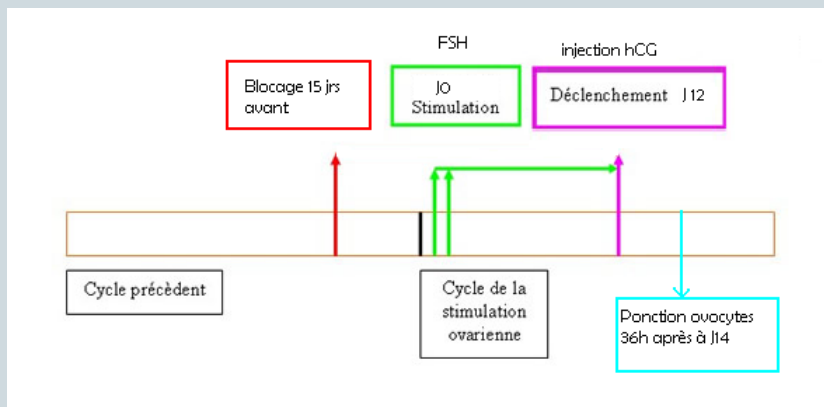 FSH
injection hCG
Blocage 15 jrs
avant
J0
Stimulation
Déclenchement J12
Cycle précèdent
Cycle de la
stimulation
ovarienne
Ponction ovocytes
36h après à J14